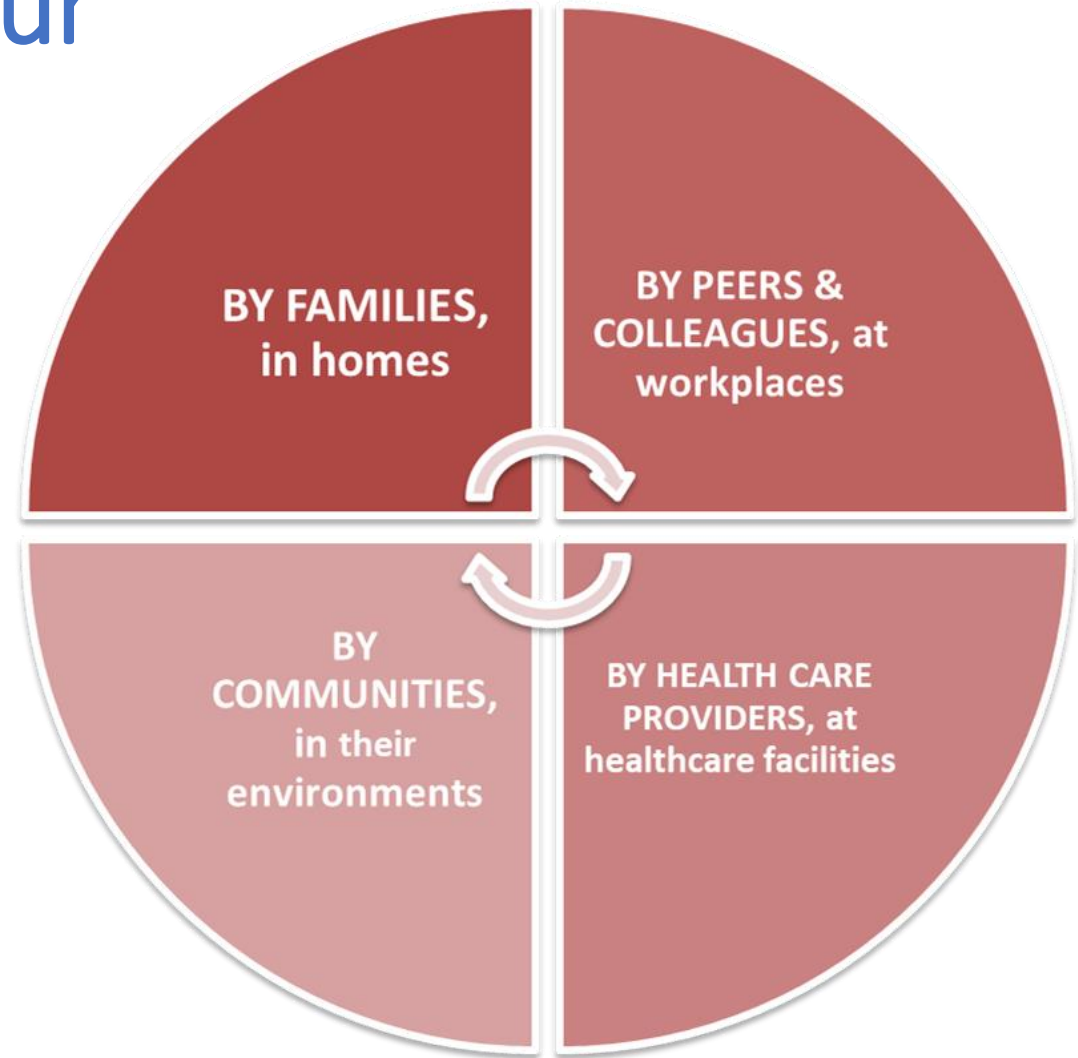 BY FAMILIES,
in homes
BY PEERS &
COLLEAGUES, at
workplaces
BY
COMMUNITIES,
in their
environments
BY HEALTH CARE
PROVIDERS, at
healthcare facilities